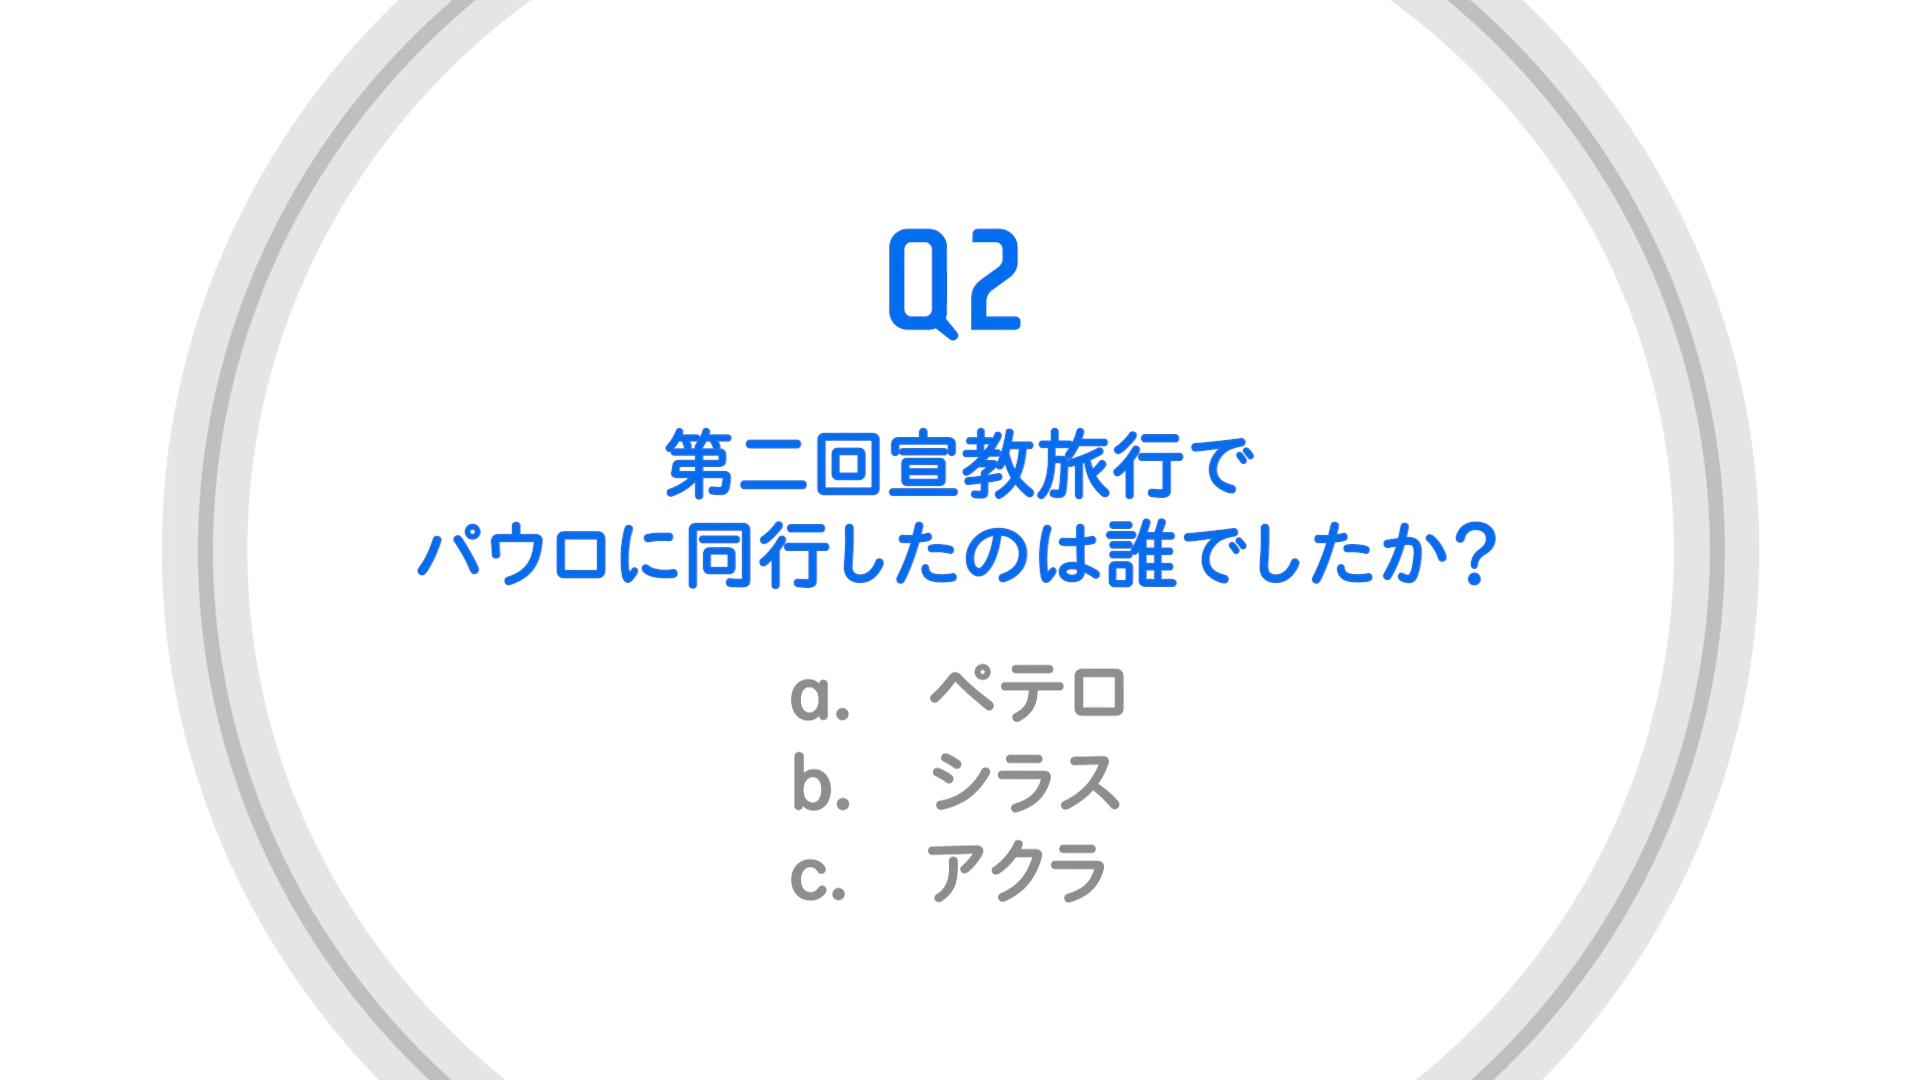 Q2
第二回宣教旅行で
パウロに同行したのは誰でしたか?
a. ペテロ
b. シラス
c. アクラ